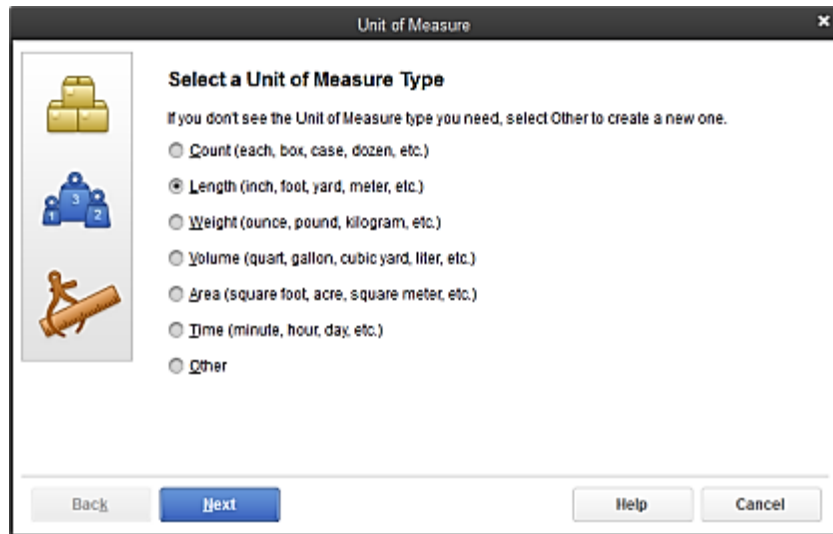 Unit of Measure
Select a Unit of Measure Type
If you don't see the Unit of Measure type you need, select Other to create a new one.
Count (each, box, case, dozen, etc.)
Length (inch, foot, yard, meter, etc.)
Weight (ounce, pound, kilogram, etc.)
Volume (quart, gallon, cubic yard, liter, etc.)
Area (square foot, acre, square meter, etc.)
Time (minute, hour, day, etc.)
Other
1 3 2
Back Next Help Cancel